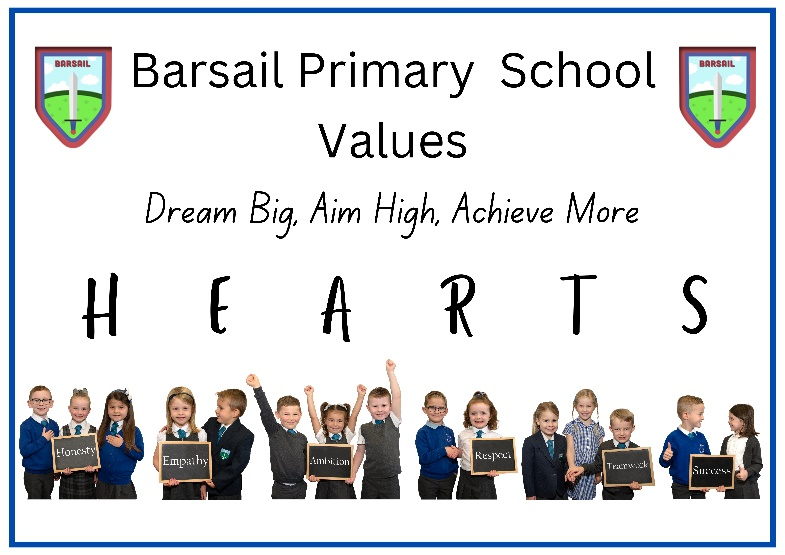 BARSAIL
Barsail Primary School
BARSAIL
Values
Dream Big, Aim High, Achieve More
H E A R T S
Honesty
Empathy
Ambition
Respect
Teamwork
Success